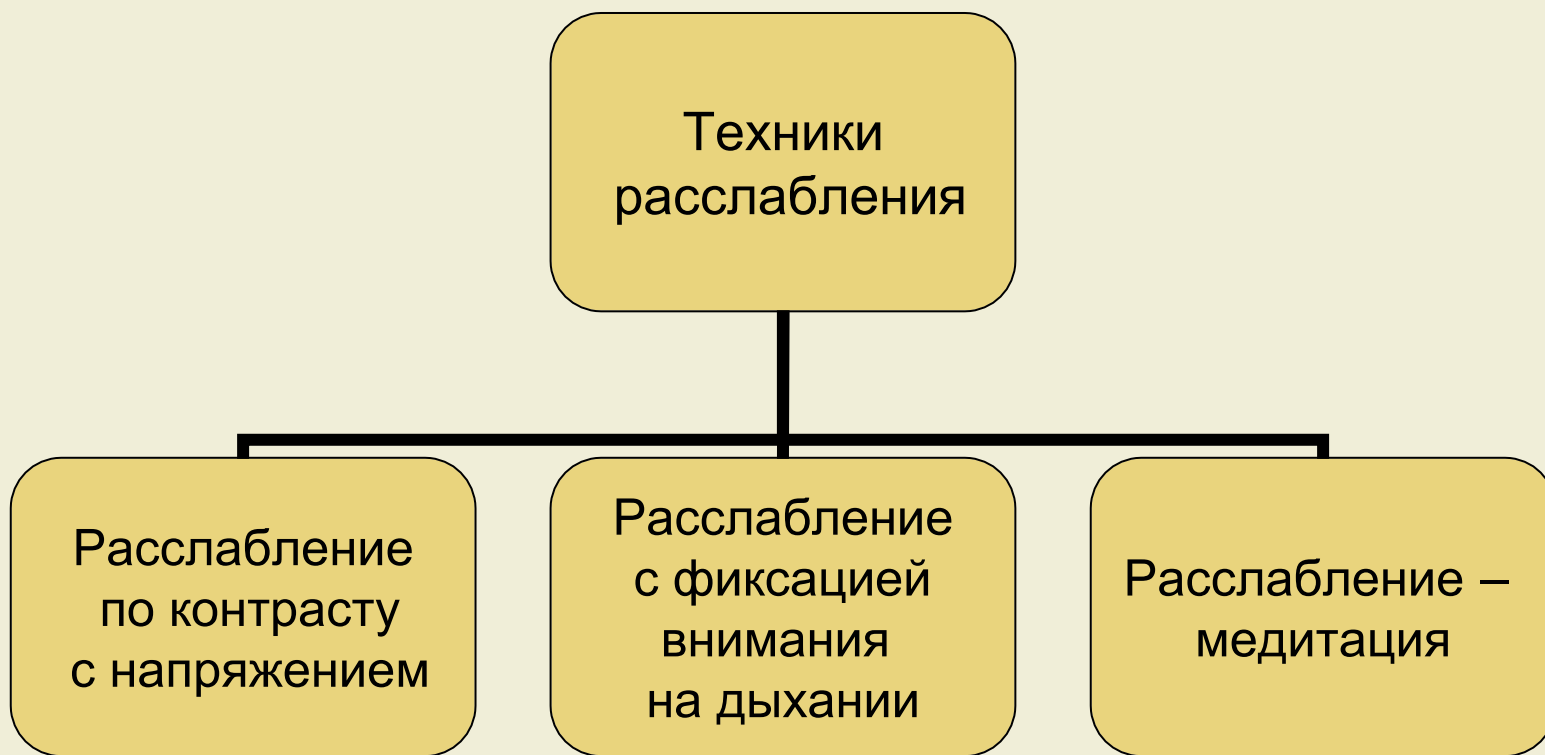 Техники
расслабления
Расслабление
по контрасту
с напряжением
Расслабление
с фиксацией
внимания
на дыхании
Расслабление –
медитация